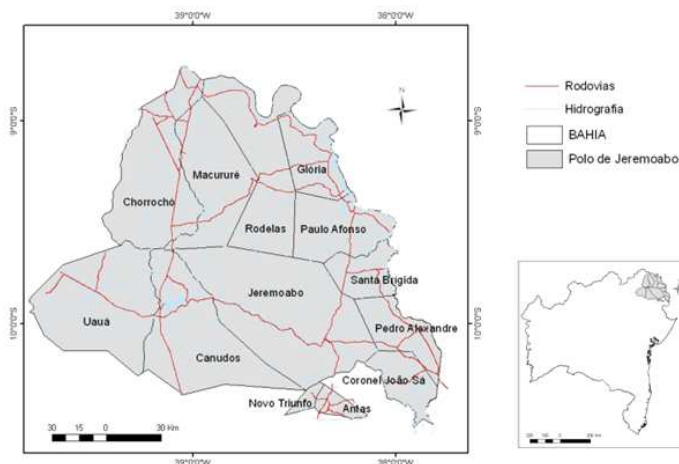 39°0'0"W
38°0'0"W
9°0'0"S
9°0'0"S
10°0'0"S
10°0'0"S
39°0'0"W
38°0'0"W
N
Macururé
Glória
Chorrochó
Rodelas
Paulo Afonso
Santa Brígida
Jeremoabo
Uauá
Pedro Alexandre
Canudos
Coronel João Sá
Novo Triunfo
Antas
30 15 0 30 Km
Rodovias
Hidrografia
BAHIA
Polo de Jeremoabo